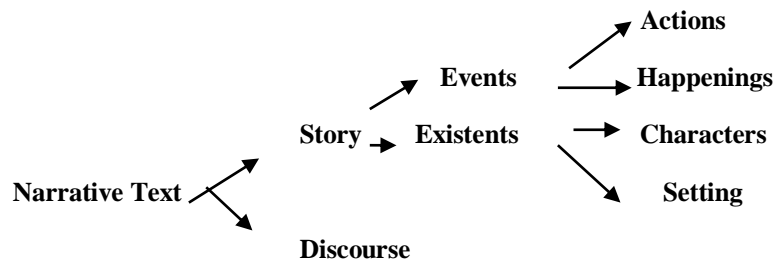 Actions
Events Happenings
Story Existents Characters
Narrative Text Setting
Discourse